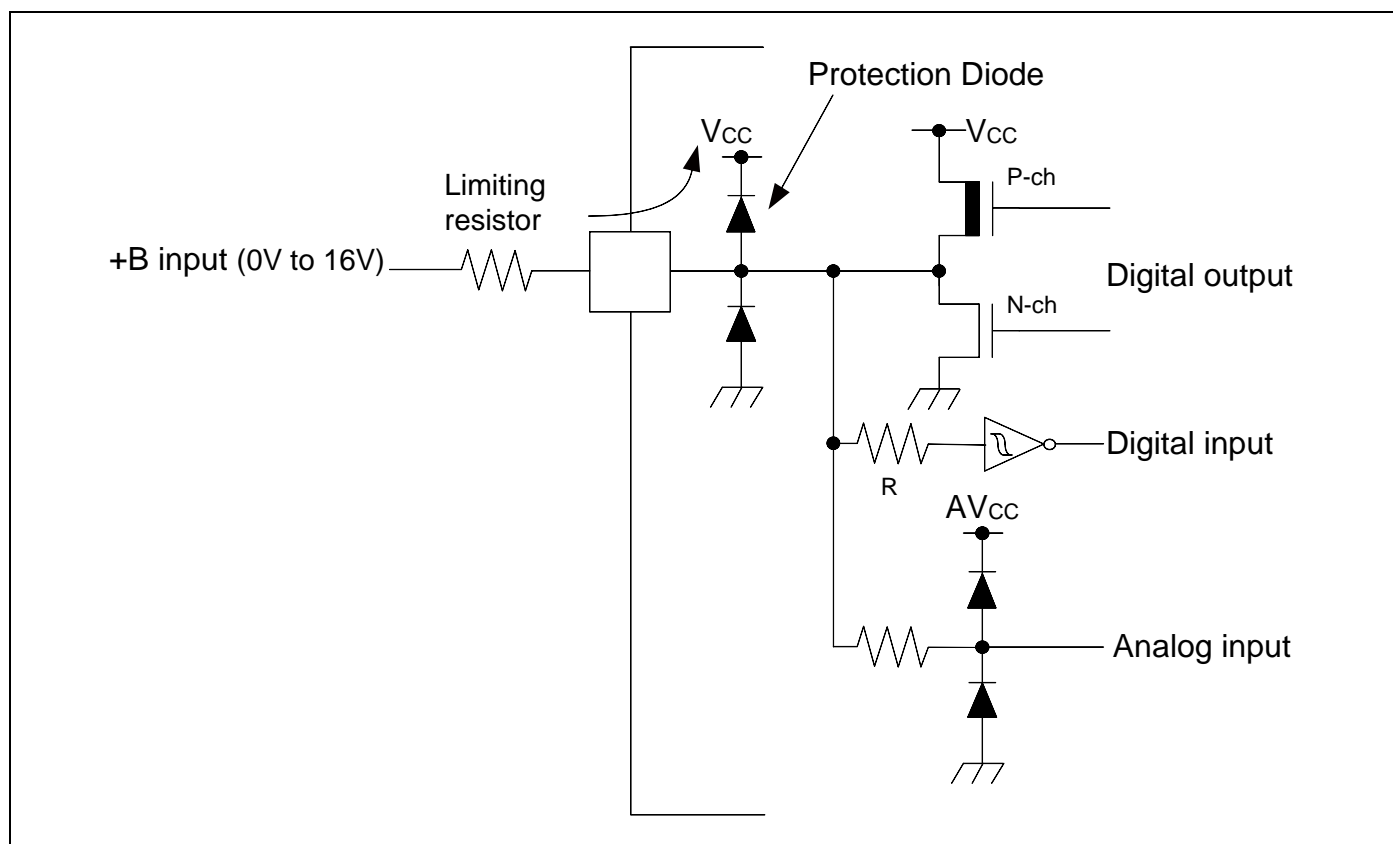 Protection Diode
VCC
VCC
P-ch
Limiting
resistor
+B input (0V to 16V)
Digital output
N-ch
Digital input
R
AVCC
Analog input